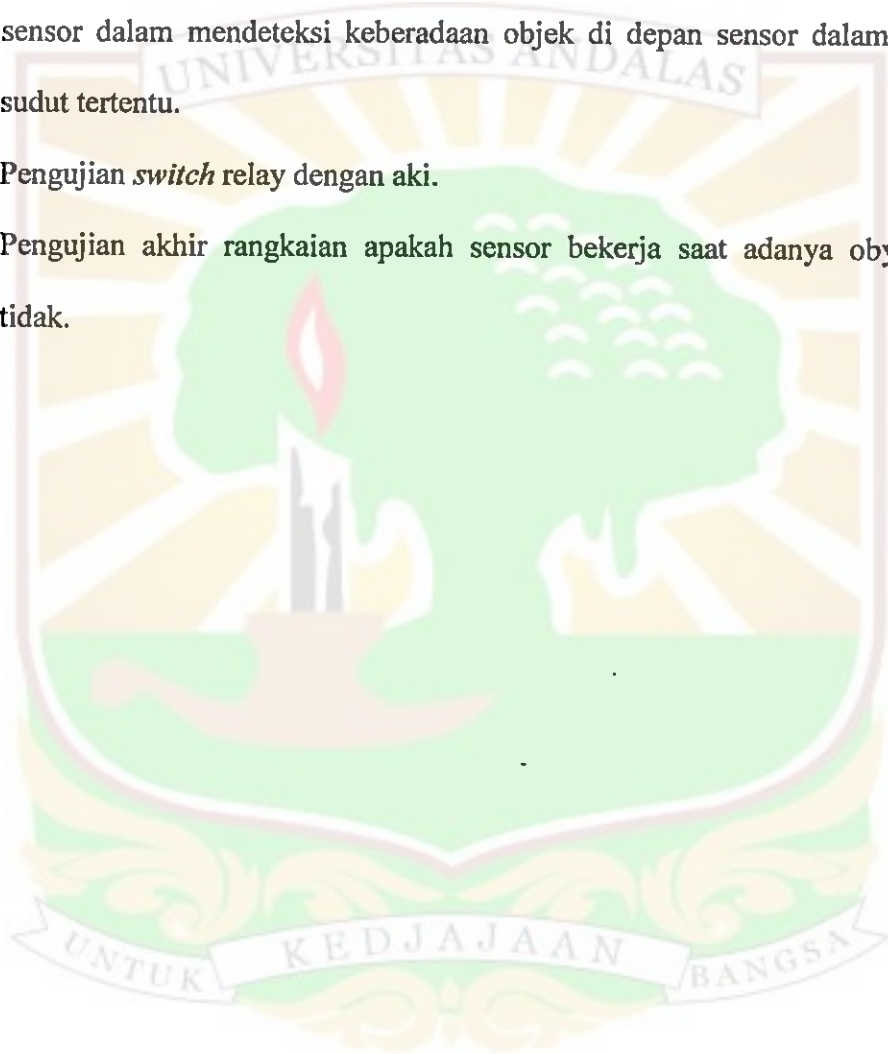 sensor dalam mendeteksi keberadaan objek di depan sensor dalam
UNIVERSITAS ANDALAS
sudut tertentu.
Pengujian switch relay dengan aki.
Pengujian akhir rangkaian apakah sensor bekerja saat adanya oby
tidak.
UNTUK KEDJAJAAN BANGSA